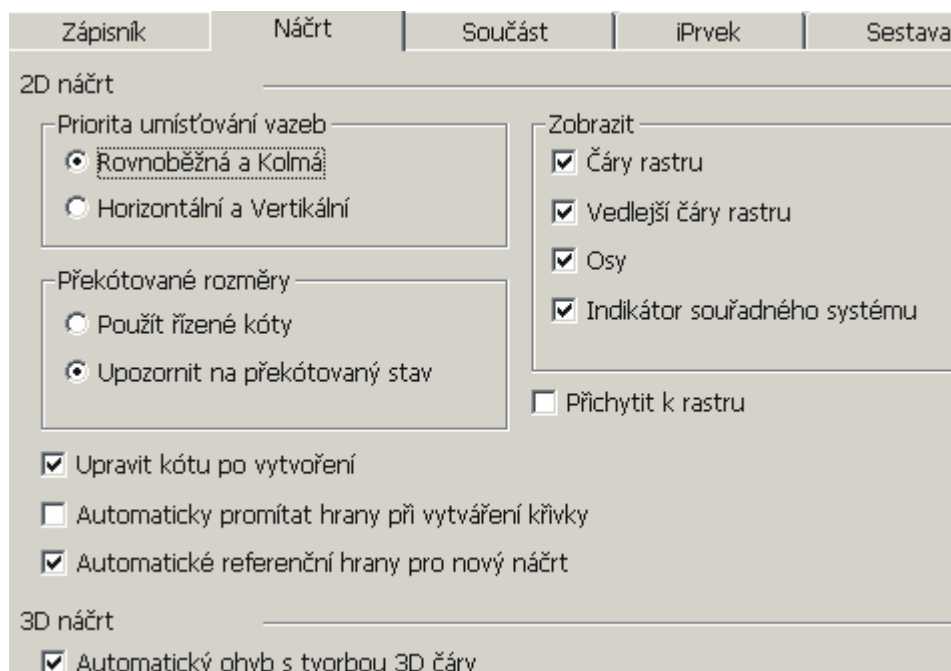 Zápisník
Náčrt
Součást
iPrvek
Sestava
2D náčrt
Priorita umísťování vazeb
Rovnoběžná a Kolmá
Horizontální a Vertikální
Překótované rozměry
Použít řízené kóty
Upozornit na překótovaný stav
Zobrazit
Čáry rastru
Vedlejší čáry rastru
Osy
Indikátor souřadného systému
Přichytit k rastru
Upravit kótu po vytvoření
Automaticky promítat hrany při vytváření křivky
Automatické referenční hrany pro nový náčrt
3D náčrt
Automatický ohyb s tvorbou 3D čáry